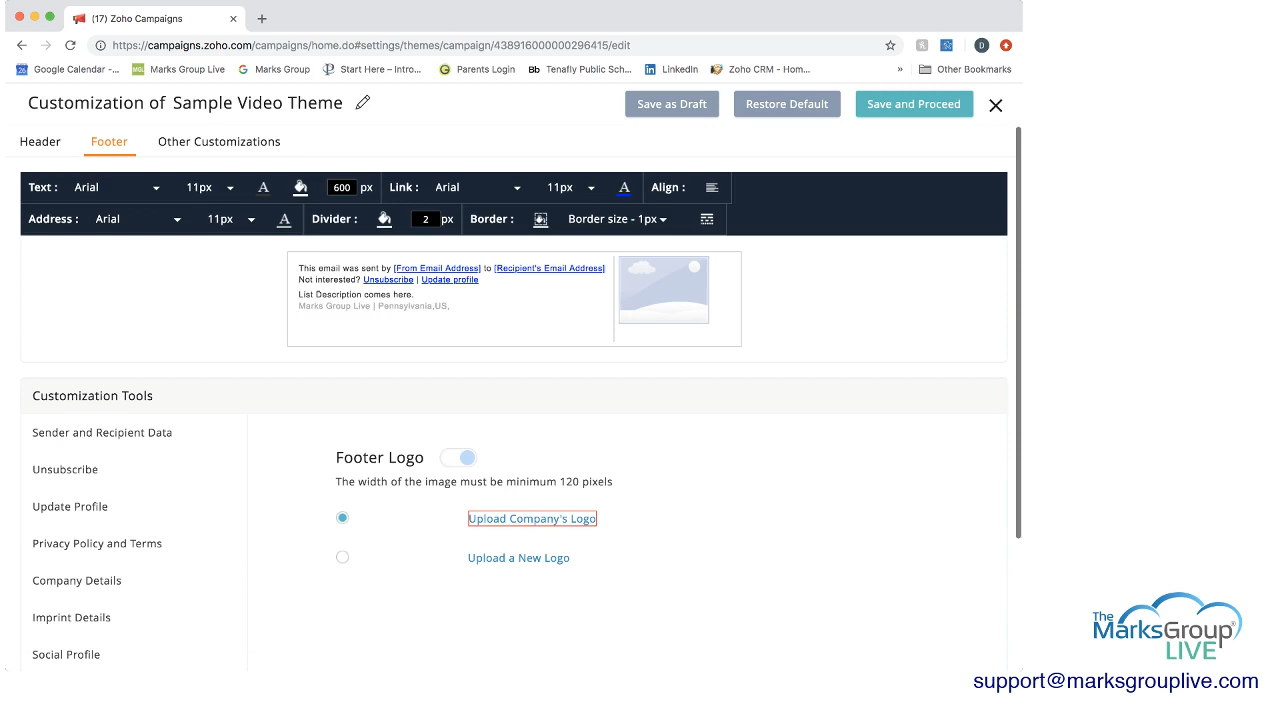 (17) Zoho Campaigns
https://campaigns.zoho.com/campaigns/home.do#settings/themes/campaign/438916000000296415/edit
D
26 Google Calendar -... MGL Marks Group Live G Marks Group Start Here – Intro... G Parents Login Bb Tenafly Public Sch... in LinkedIn Zoho CRM - Hom... » Other Bookmarks
Customization of Sample Video Theme
Save as Draft Restore Default Save and Proceed
Header Footer Other Customizations
Text : Arial 11px A 600 px Link : Arial 11px A Align :
Address : Arial 11px A Divider : 2 px Border : Border size - 1px
This email was sent by [From Email Address] to [Recipient's Email Address]
Not interested? Unsubscribe | Update profile
List Description comes here.
Marks Group Live | Pennsylvania,US,
Customization Tools
Sender and Recipient Data
Unsubscribe
Update Profile
Privacy Policy and Terms
Company Details
Imprint Details
Social Profile
Footer Logo
The width of the image must be minimum 120 pixels
Upload Company's Logo
Upload a New Logo
The
MarksGroup®
LIVE
support@marksgrouplive.com